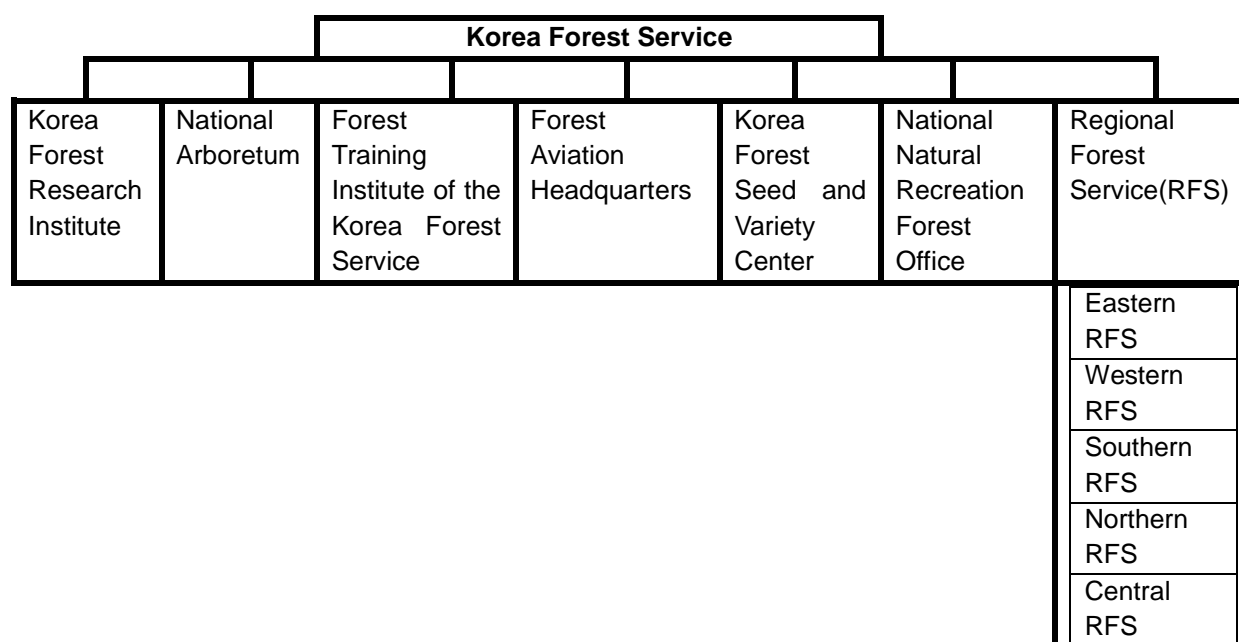 Korea Forest Service
Korea
Forest
Research
Institute
National
Arboretum
Forest
Training
Institute of the
Korea Forest
Service
Forest
Aviation
Headquarters
Korea
Forest
Seed and
Variety
Center
National
Natural
Recreation
Forest
Office
Regional
Forest
Service(RFS)
Eastern
RFS
Western
RFS
Southern
RFS
Northern
RFS
Central
RFS